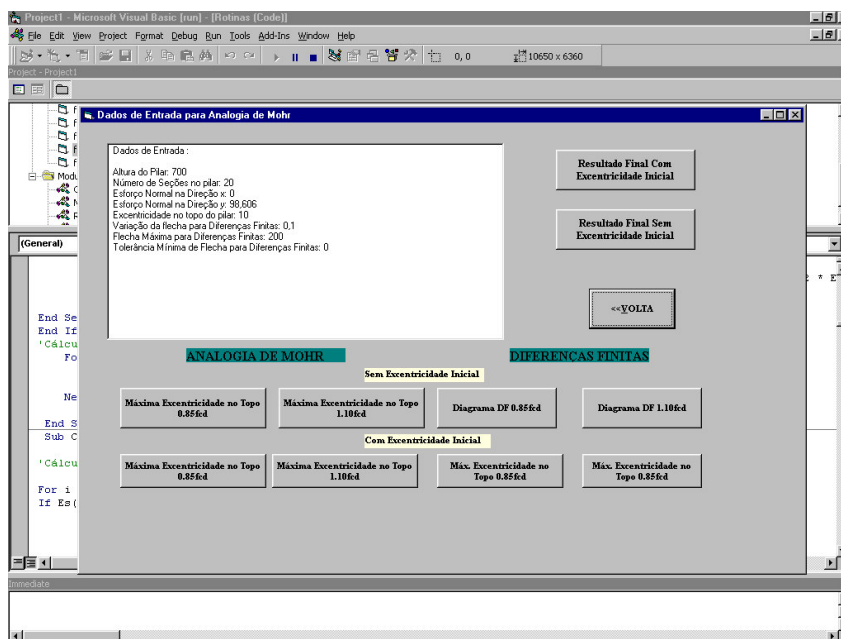 Project1 - Microsoft Visual Basic [run] - [Rotinas (Code)]
File Edit View Project Format Debug Run Tools Add-Ins Window Help
0, 0
10650 x 6360
Project - Project1
Modu
Dados de Entrada para Analogia de Mohr
Dados de Entrada :
Altura do Pilar: 700
Número de Seções no pilar: 20
Esforço Normal na Direção x: 0
Esforço Normal na Direção y: 98,606
Excentricidade no topo do pilar: 10
Variação da flecha para Diferenças Finitas: 0,1
Flecha Máxima para Diferenças Finitas: 200
Tolerância Mínima de Flecha para Diferenças Finitas: 0
Resultado Final Com
Excentricidade Inicial
Resultado Final Sem
Excentricidade Inicial
<<VOLTA
(General)
End Se
End If
'Cálcu
Fo
Ne
End S
Sub C
'Cálcu
For i
If Es(
ANALOGIA DE MOHR
DIFERENCAS FINITAS
Sem Excentricidade Inicial
Máxima Excentricidade no Topo
0.85fcd
Máxima Excentricidade no Topo
1.10fcd
Diagrama DF 0.85fcd
Diagrama DF 1.10fcd
Com Excentricidade Inicial
Máxima Excentricidade no Topo
0.85fcd
Máxima Excentricidade no Topo
1.10fcd
Máx. Excentricidade no
Topo 0.85fcd
Máx. Excentricidade no
Topo 0.85fcd
Immediate